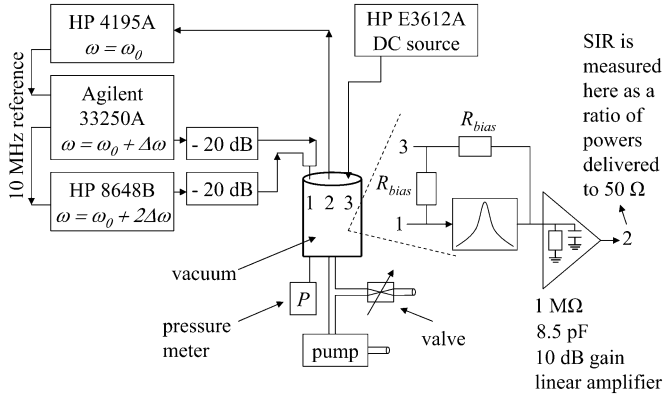 HP 4195A
ω = ω₀
HP E3612A
DC source
10 MHz reference
Agilent
33250A
ω = ω₀ + Δω
- 20 dB
HP 8648B
ω = ω₀ + 2Δω
- 20 dB
1 2 3
vacuum
P
pressure
meter
valve
pump
3
R_bias
R_bias
1
2
SIR is
measured
here as a
ratio of
powers
delivered
to 50 Ω
1 MΩ
8.5 pF
10 dB gain
linear amplifier